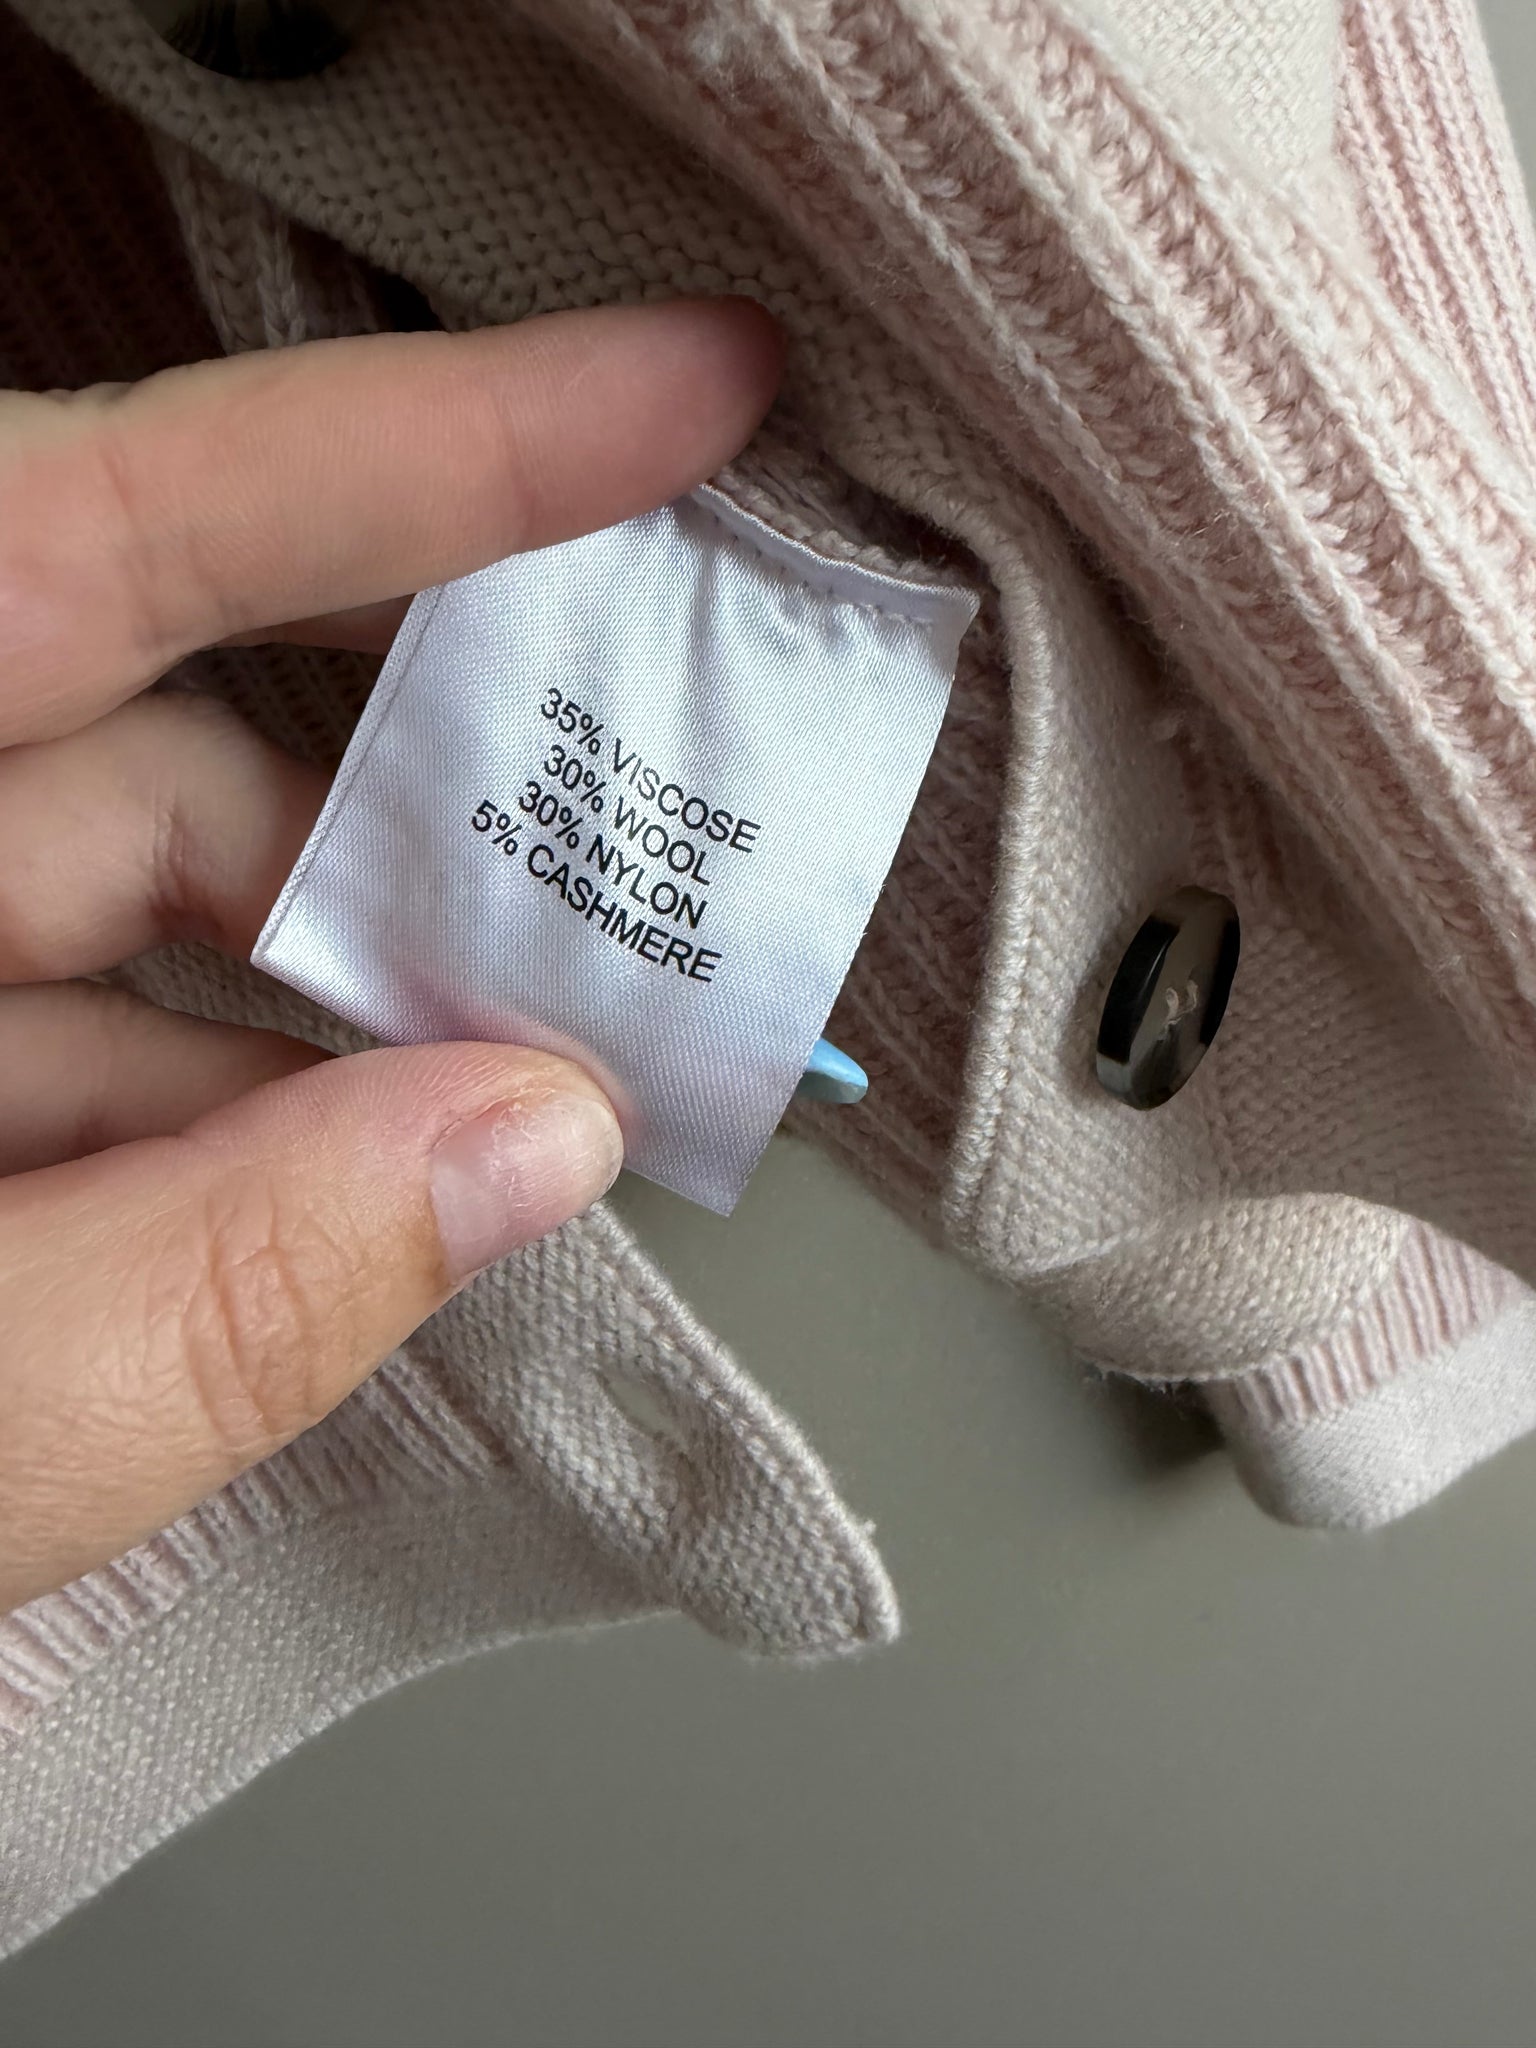 35% VISCOSE
30% WOOL
30% NYLON
5% CASHMERE